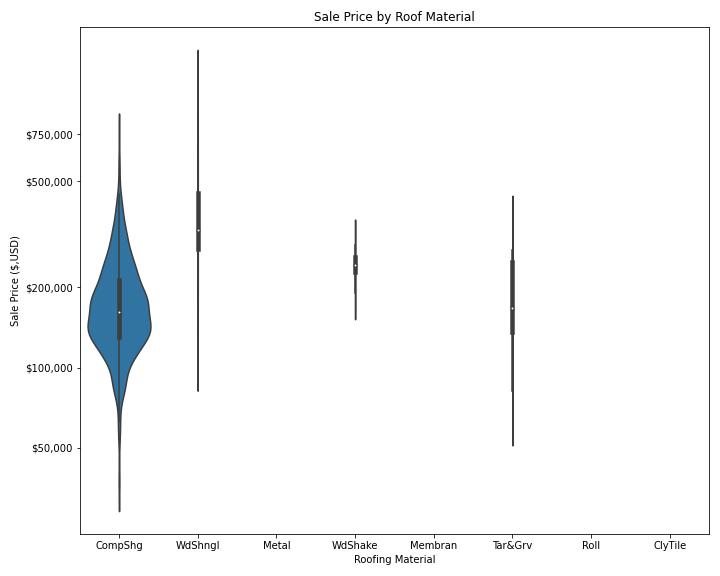 Sale Price by Roof Material
Sale Price ($,USD)
$750,000
$500,000
$200,000
$100,000
$50,000
CompShg WdShngl Metal WdShake Membran Tar&Grv Roll ClyTile
Roofing Material